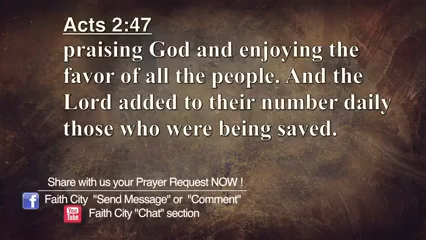 Acts 2:47
praising God and enjoying the
favor of all the people. And the
Lord added to their number daily
those who were being saved.
Share with us your Prayer Request NOW !
f Faith City "Send Message" or "Comment"
You Tube Faith City "Chat" section